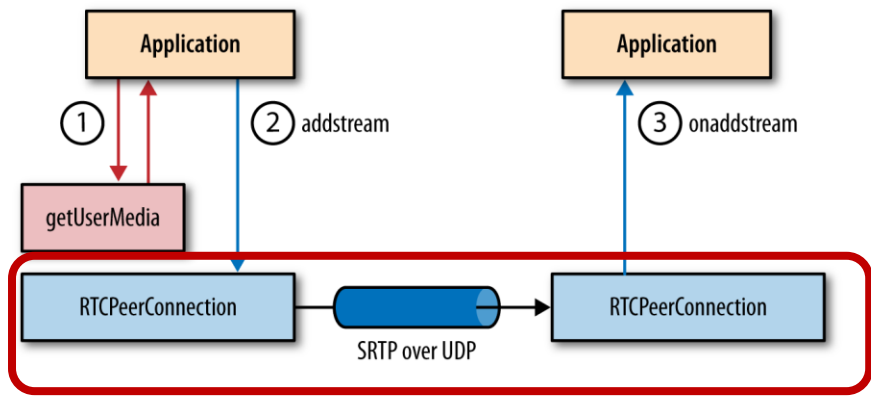 Application
Application
1
2 addstream
3 onaddstream
getUserMedia
RTCPeerConnection
RTCPeerConnection
SRTP over UDP